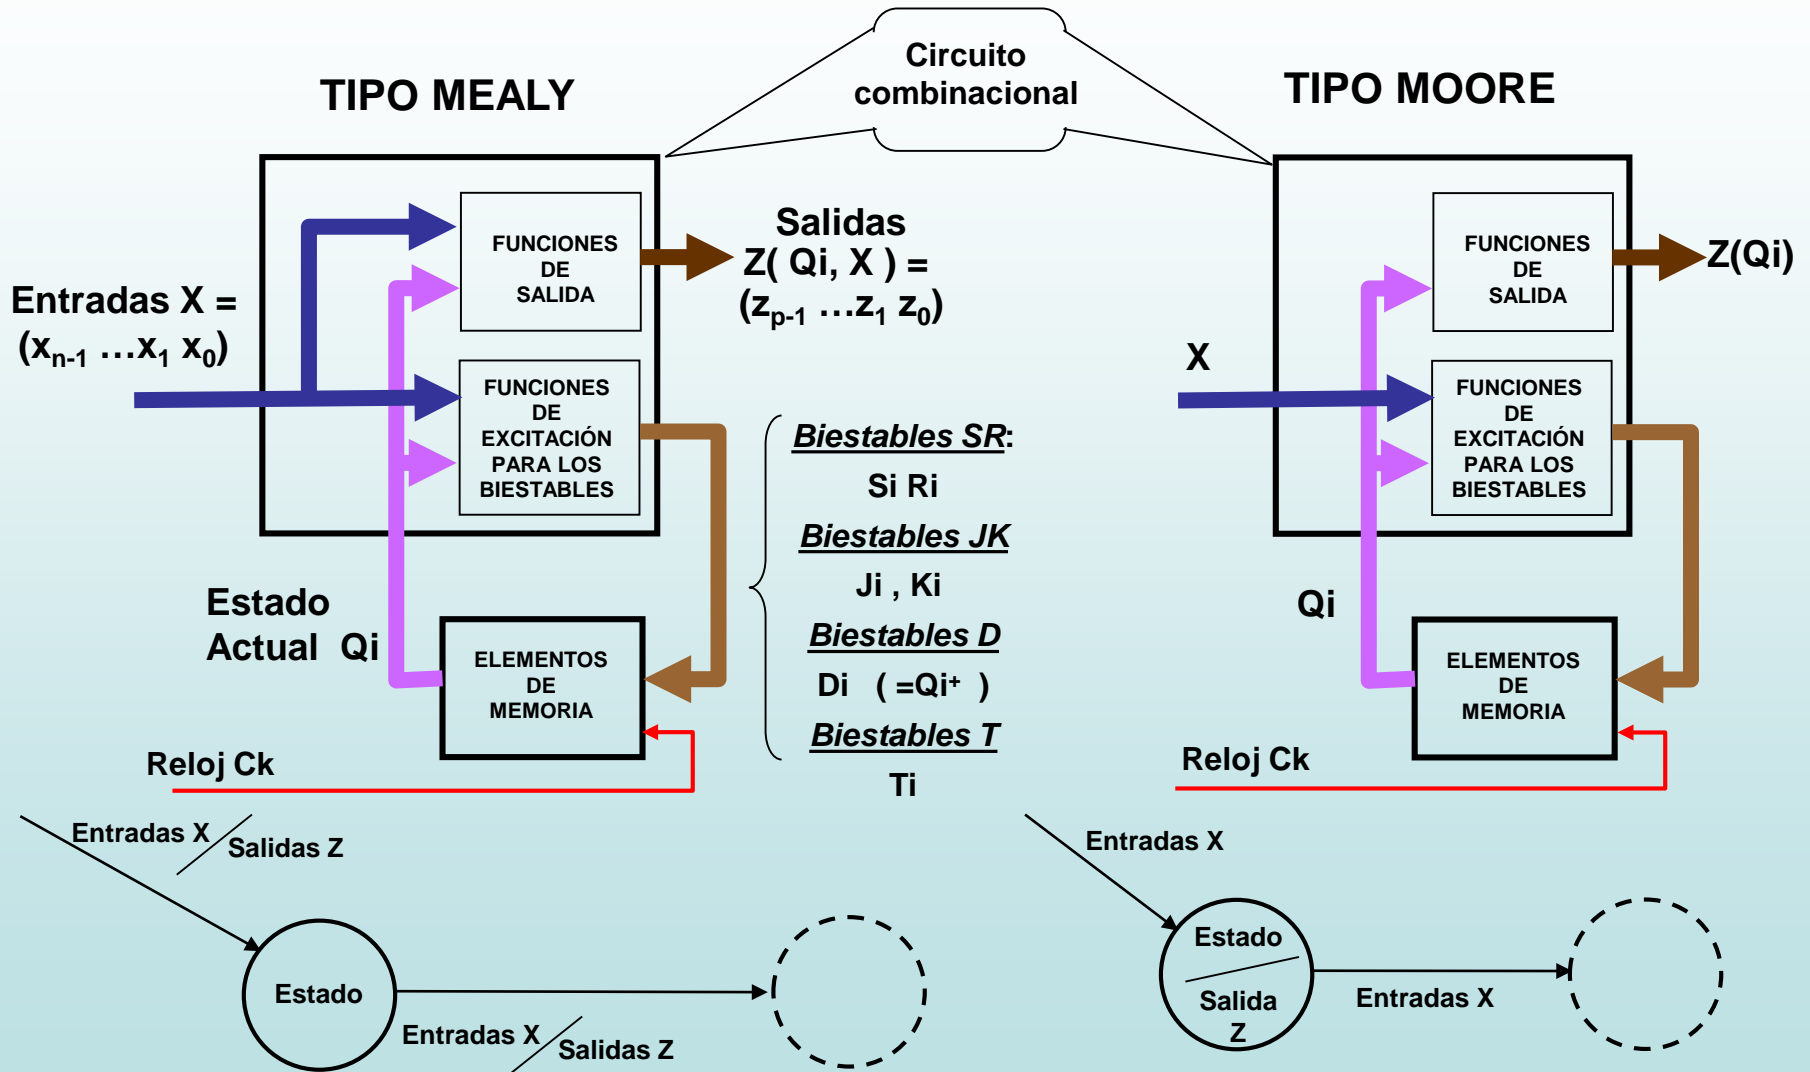 Circuito
combinacional
TIPO MEALY
TIPO MOORE
FUNCIONES
DE
SALIDA
Salidas
Z( Qi, X ) =
(zp-1 …z1 z0)
Entradas X =
(xn-1 …x1 x0)
FUNCIONES
DE
EXCITACIÓN
PARA LOS
BIESTABLES
Estado
Actual Qi
ELEMENTOS
DE
MEMORIA
Reloj Ck
Biestables SR:
Si Ri
Biestables JK
Ji , Ki
Biestables D
Di ( =Qi+ )
Biestables T
Ti
FUNCIONES
DE
SALIDA
Z(Qi)
X
FUNCIONES
DE
EXCITACIÓN
PARA LOS
BIESTABLES
Qi
ELEMENTOS
DE
MEMORIA
Reloj Ck
Entradas X
Salidas Z
Estado
Entradas X
Salidas Z
Entradas X
Estado
Salida
Z
Entradas X